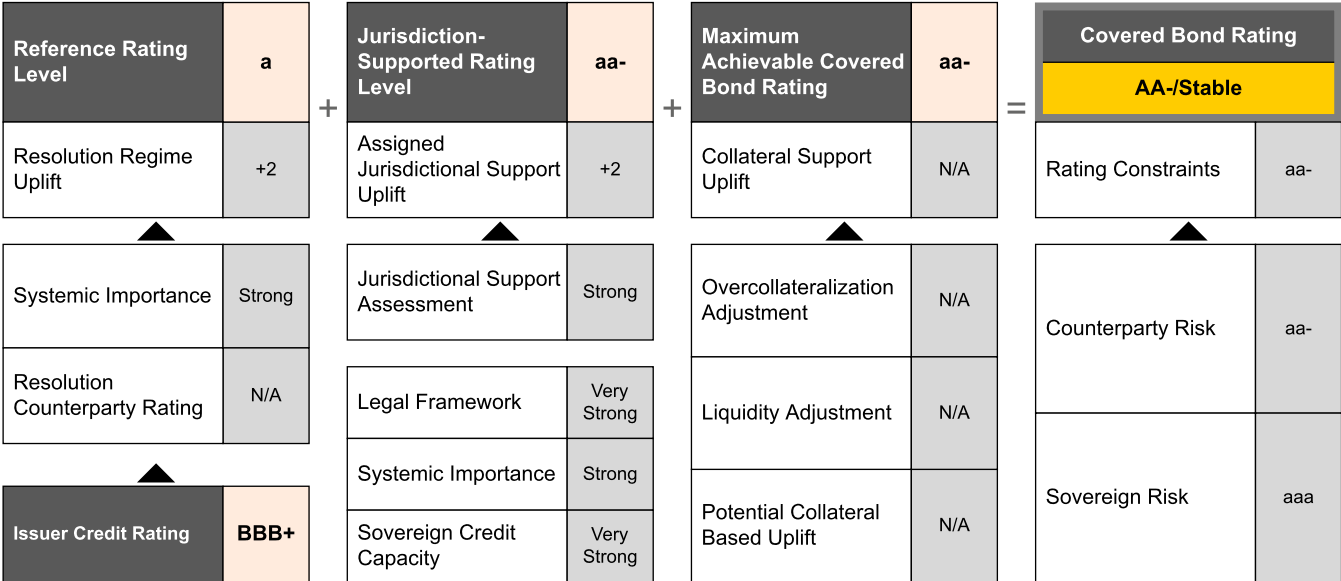 Reference Rating
Level
a
Resolution Regime
Uplift
+2
Systemic Importance
Strong
Resolution
Counterparty Rating
N/A
Issuer Credit Rating
BBB+
+
Jurisdiction-
Supported Rating
Level
aa-
Assigned
Jurisdictional Support
Uplift
+2
Jurisdictional Support
Assessment
Strong
Legal Framework
Very
Strong
Systemic Importance
Strong
Sovereign Credit
Capacity
Very
Strong
+
Maximum
Achievable Covered
Bond Rating
aa-
Collateral Support
Uplift
N/A
Overcollateralization
Adjustment
N/A
Liquidity Adjustment
N/A
Potential Collateral
Based Uplift
N/A
=
Covered Bond Rating
AA-/Stable
Rating Constraints
aa-
Counterparty Risk
aa-
Sovereign Risk
aaa